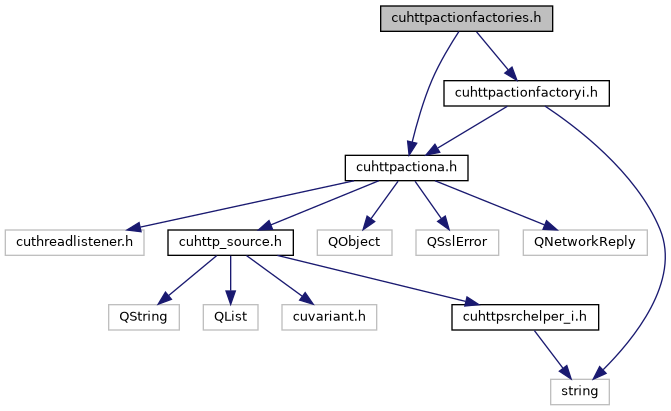 cuhttpactionfactories.h
cuhttpactionfactoryi.h
cuhttpactiona.h
cuthreadlistener.h
cuhttp_source.h
QObject
QSslError
QNetworkReply
QString
QList
cuvariant.h
cuhttpsrchelper_i.h
string